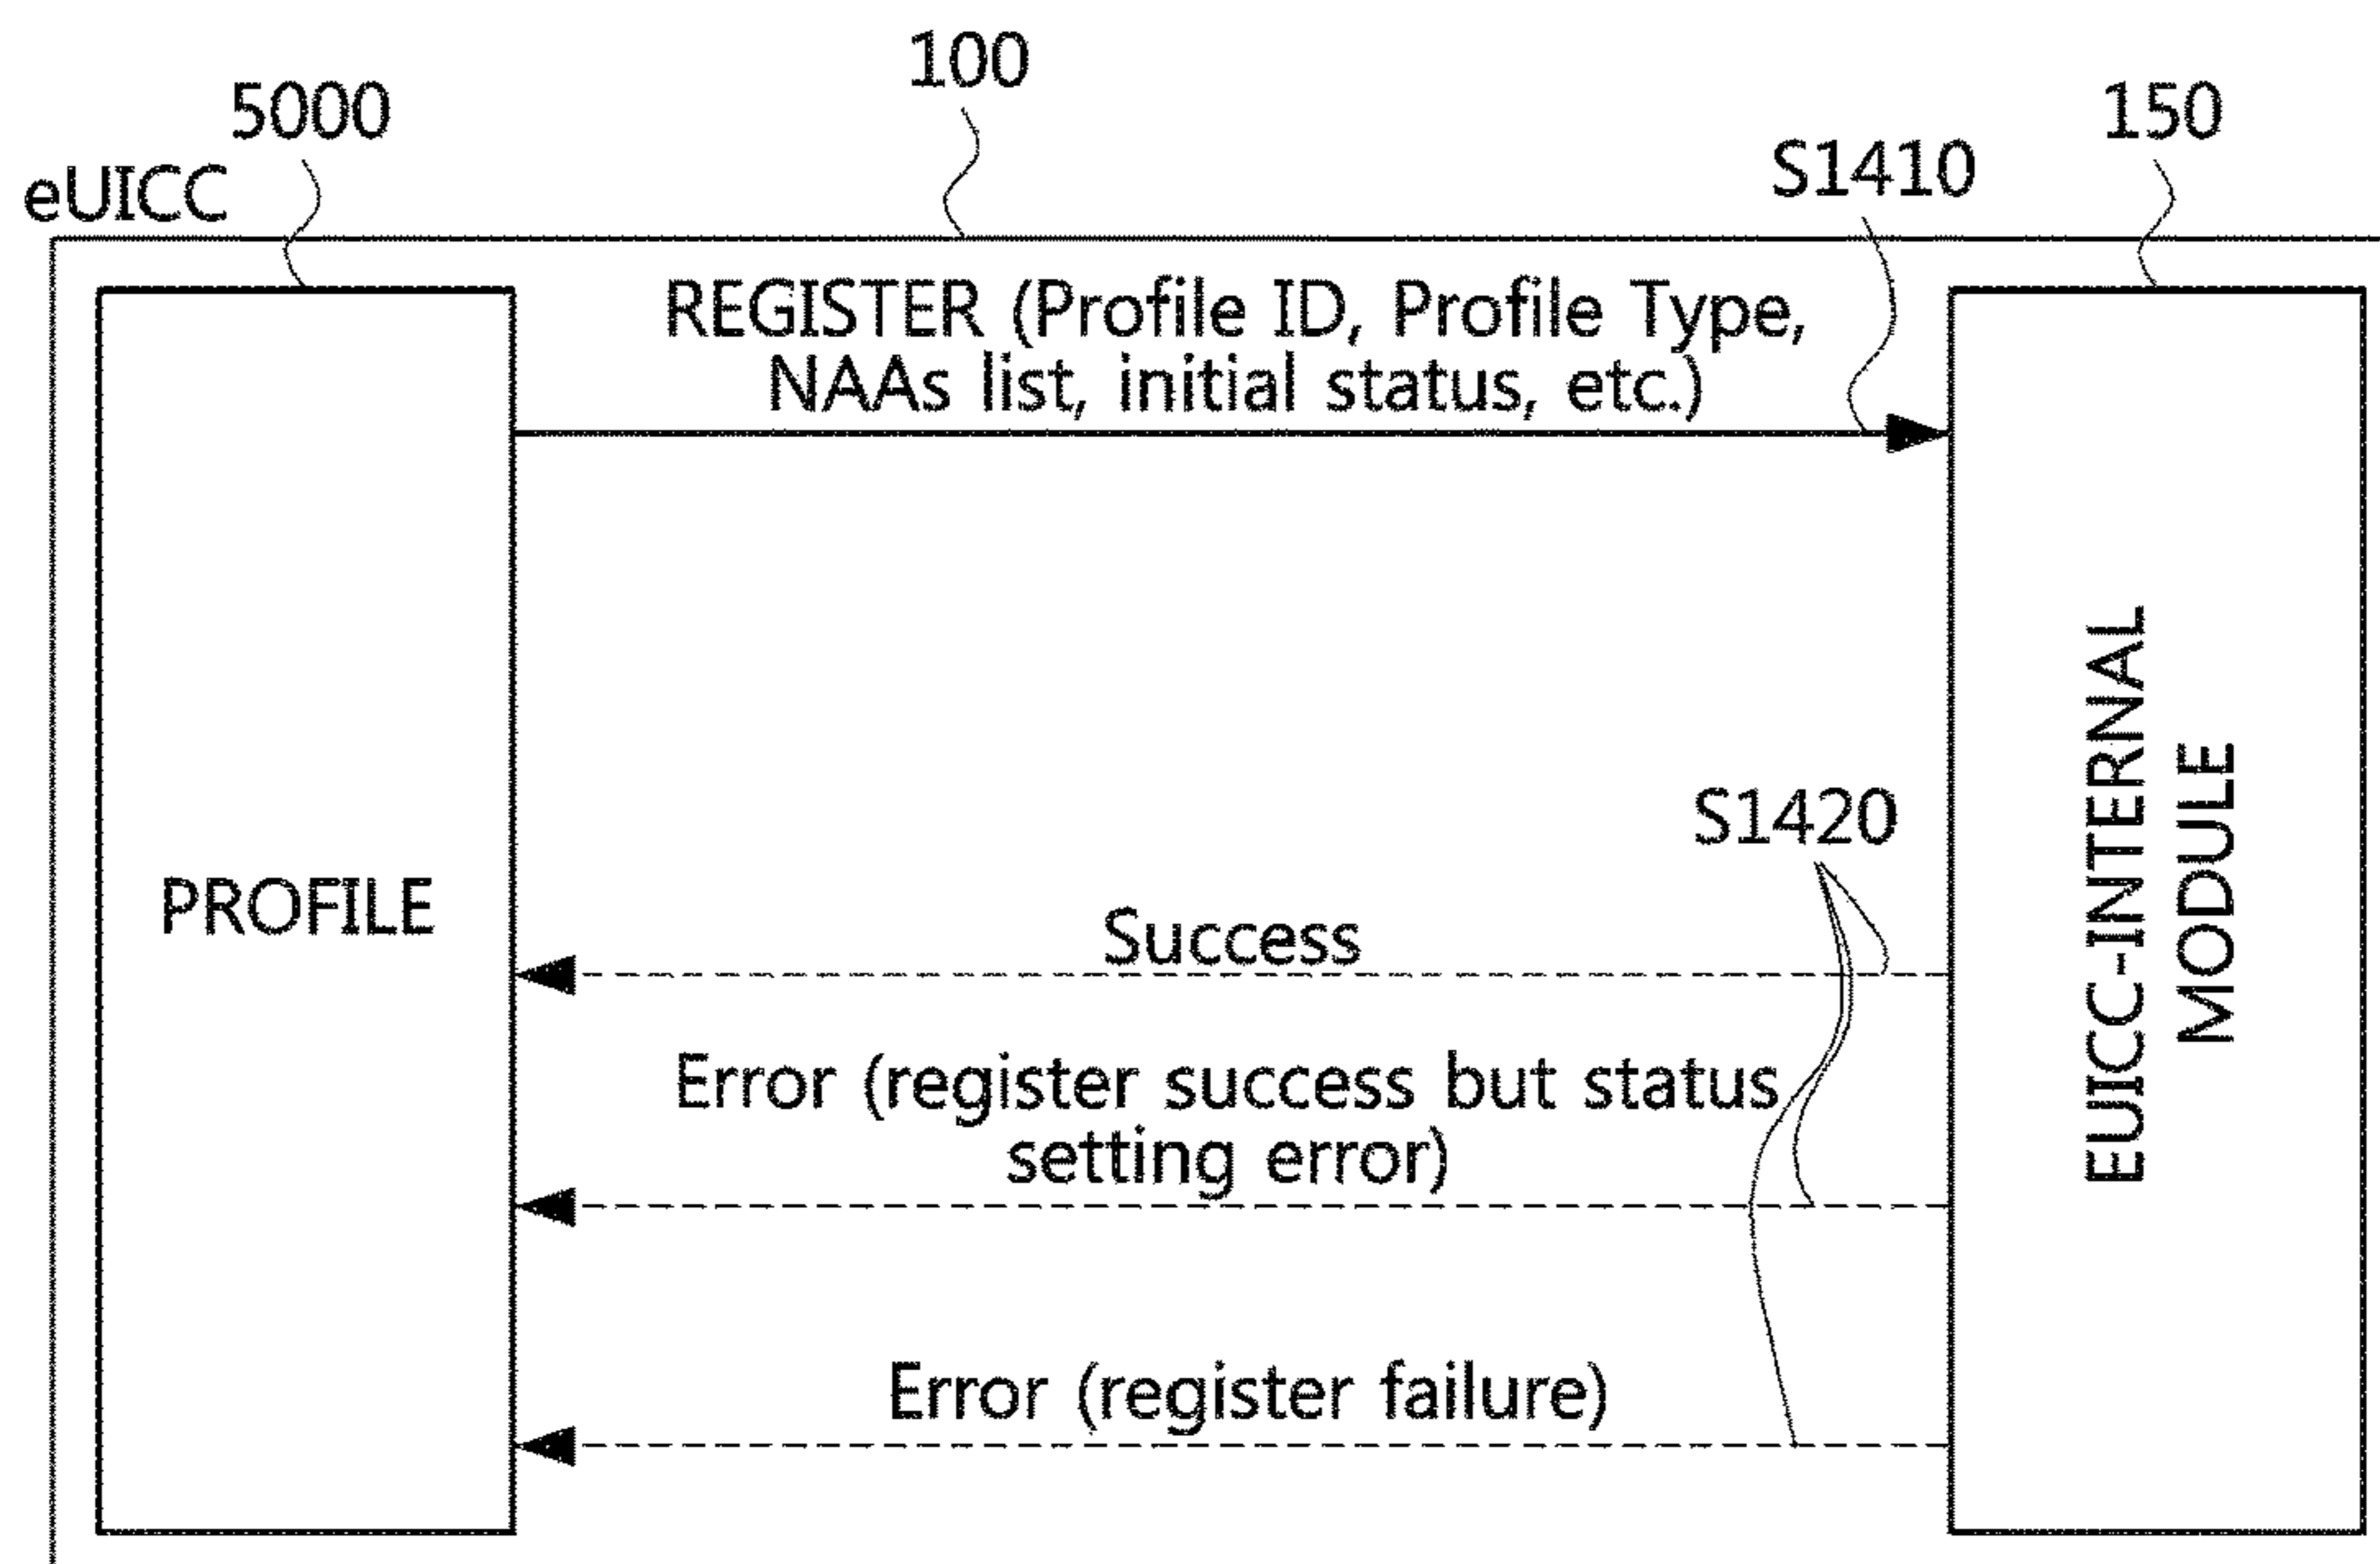 100
5000
150
S1410
eUICC
REGISTER (Profile ID, Profile Type,
NAAs list, initial status, etc.)
S1420
PROFILE
EUICC-INTERNAL
MODULE
Success
Error (register success but status
setting error)
Error (register failure)